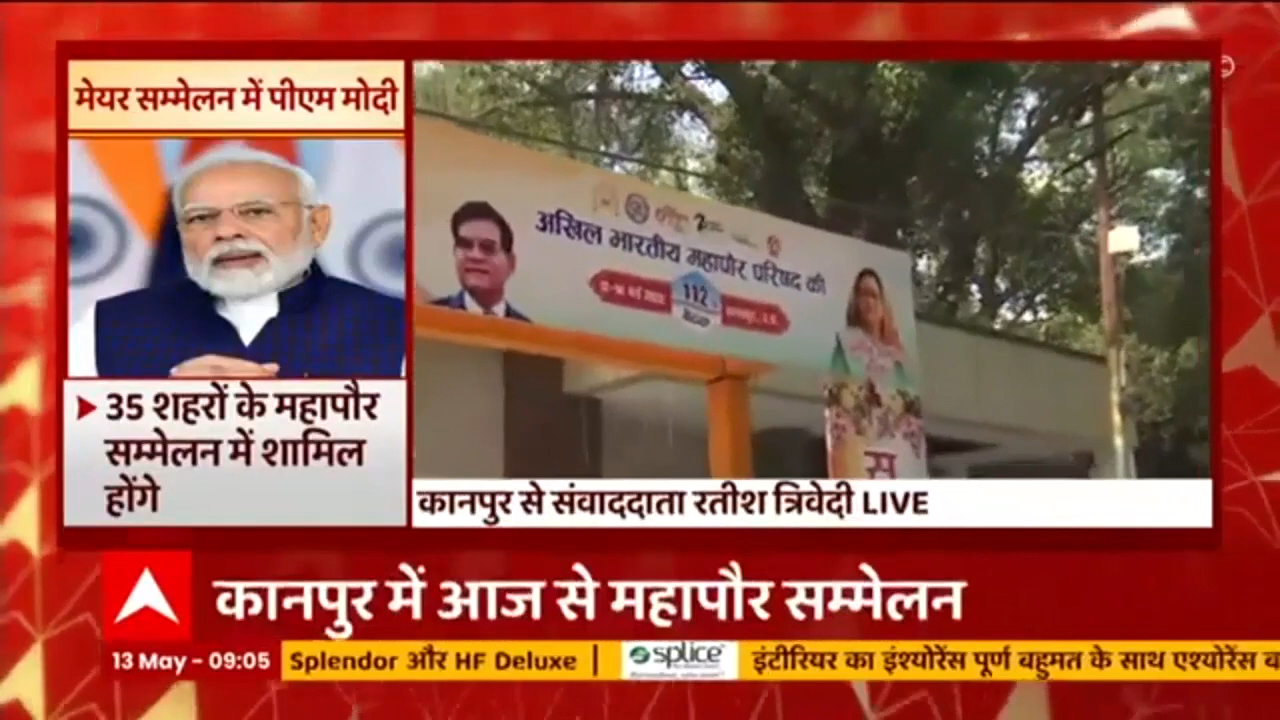 मेयर सम्मेलन में पीएम मोदी
35 शहरों के महापौर
सम्मेलन में शामिल
होंगे
अखिल भारतीय महापौर परिषद की
112
स
कानपुर से संवाददाता रतीश त्रिवेदी LIVE
कानपुर में आज से महापौर सम्मेलन
13 May - 09:05
Splendor और HF Deluxe | splice इंटीरियर का इंश्योरेंस पूर्ण बहुमत के साथ एश्योरेंस